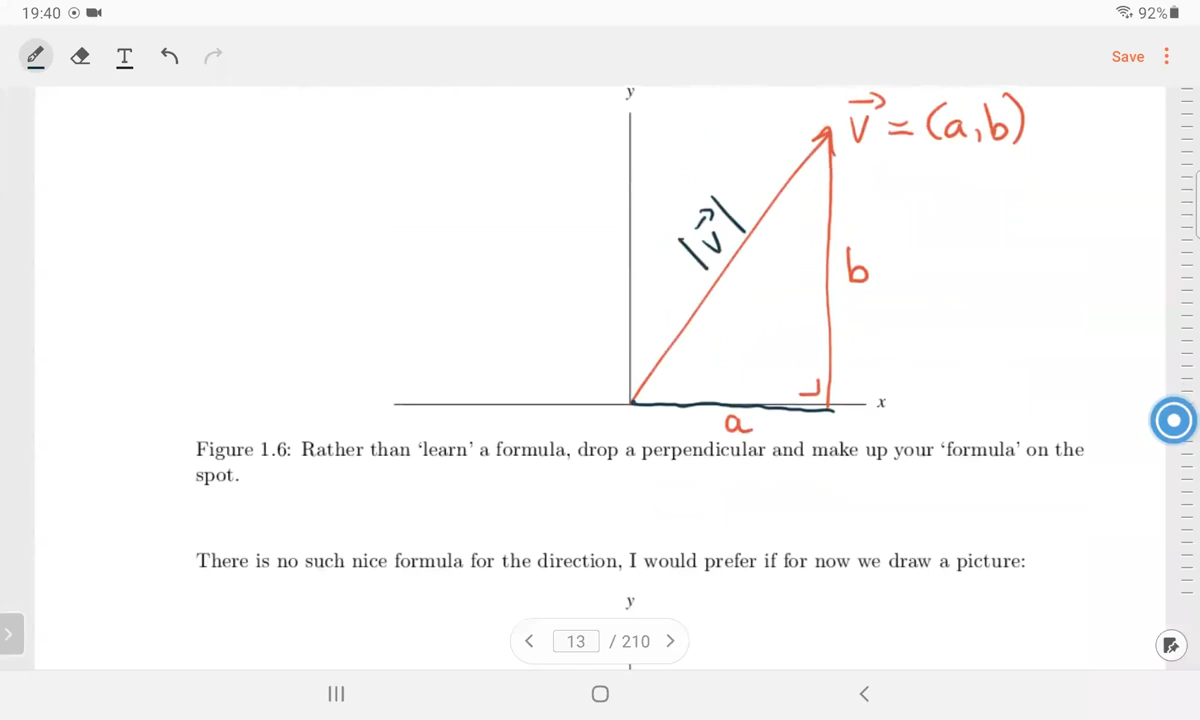 19:40 92%
T Save
y
v⃗ = (a,b)
|v⃗|
b
x
a
Figure 1.6: Rather than ‘learn’ a formula, drop a perpendicular and make up your ‘formula’ on the
spot.
There is no such nice formula for the direction, I would prefer if for now we draw a picture:
y
13 / 210